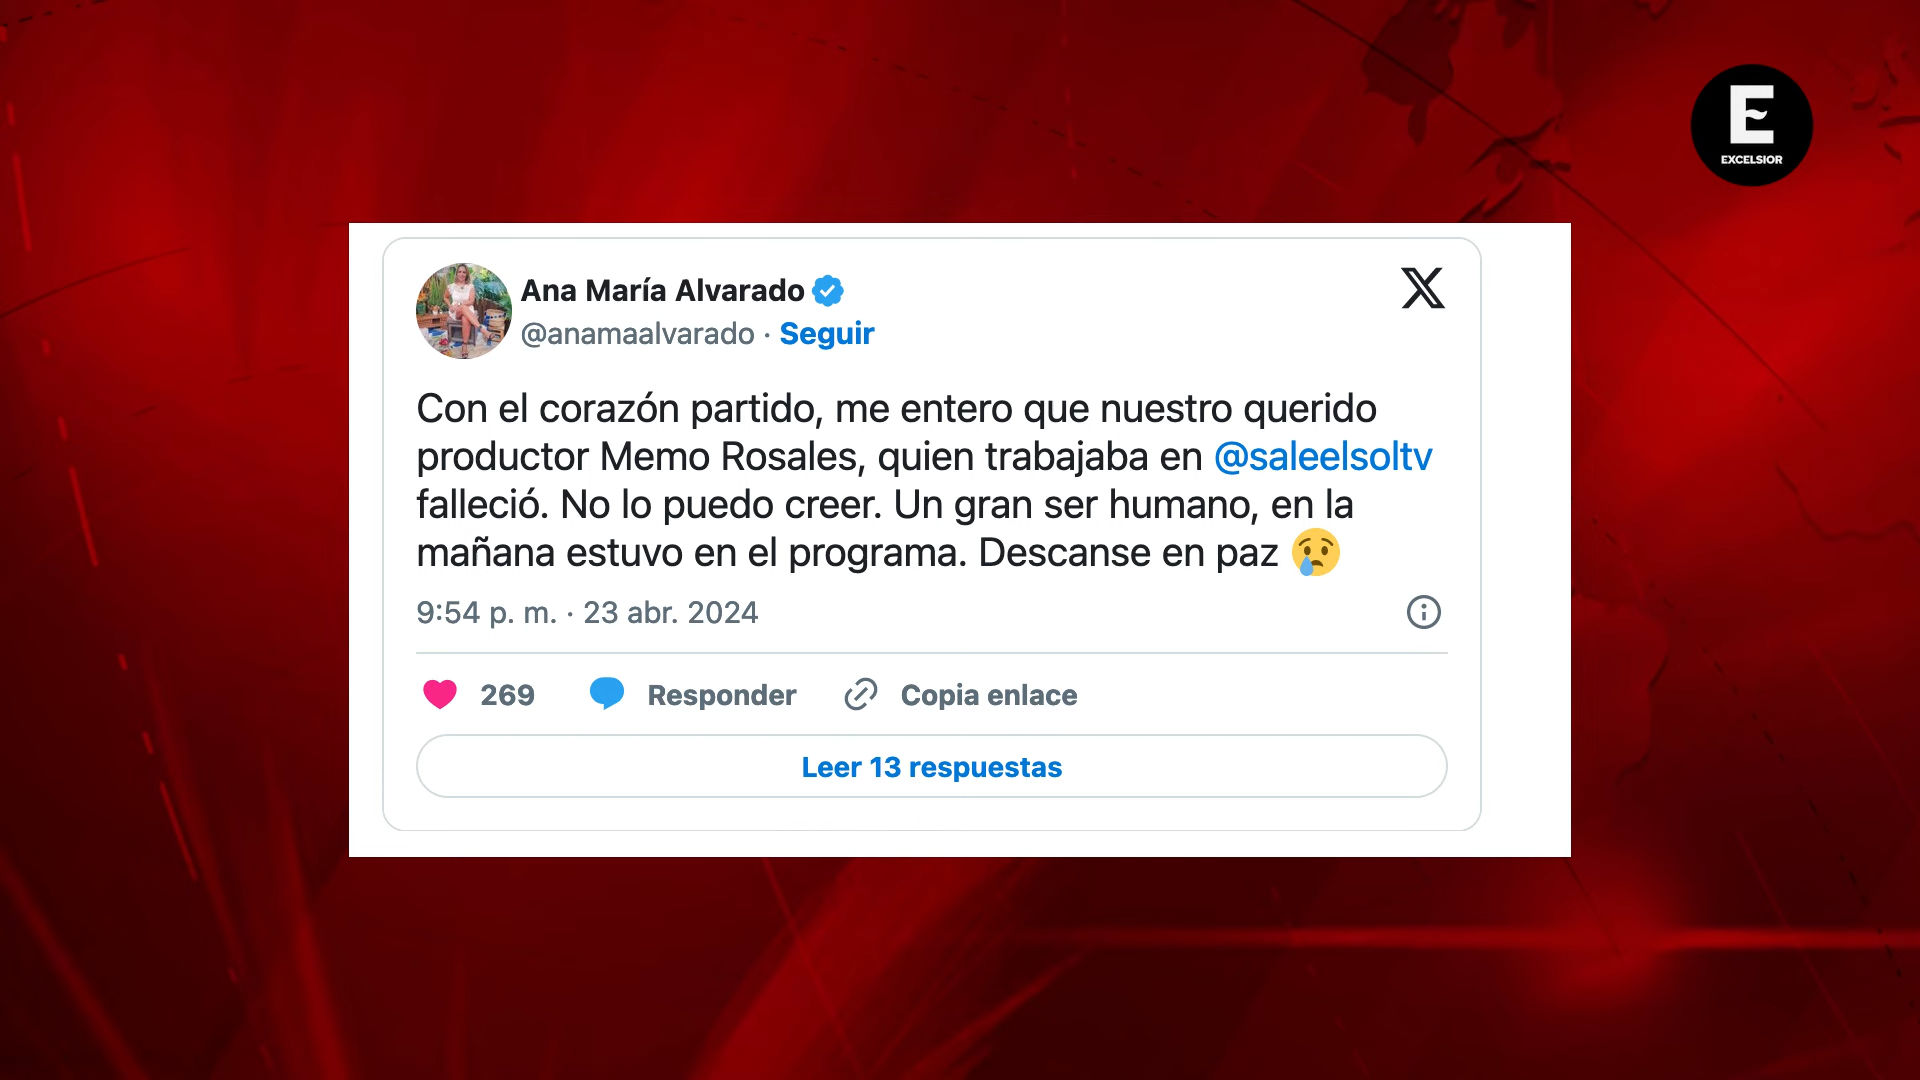 E
EXCELSIOR
Ana María Alvarado
@anamaalvarado · Seguir
Con el corazón partido, me entero que nuestro querido
productor Memo Rosales, quien trabajaba en @saleelsoltv
falleció. No lo puedo creer. Un gran ser humano, en la
mañana estuvo en el programa. Descanse en paz 😢
9:54 p. m. · 23 abr. 2024
269 Responder Copia enlace
Leer 13 respuestas